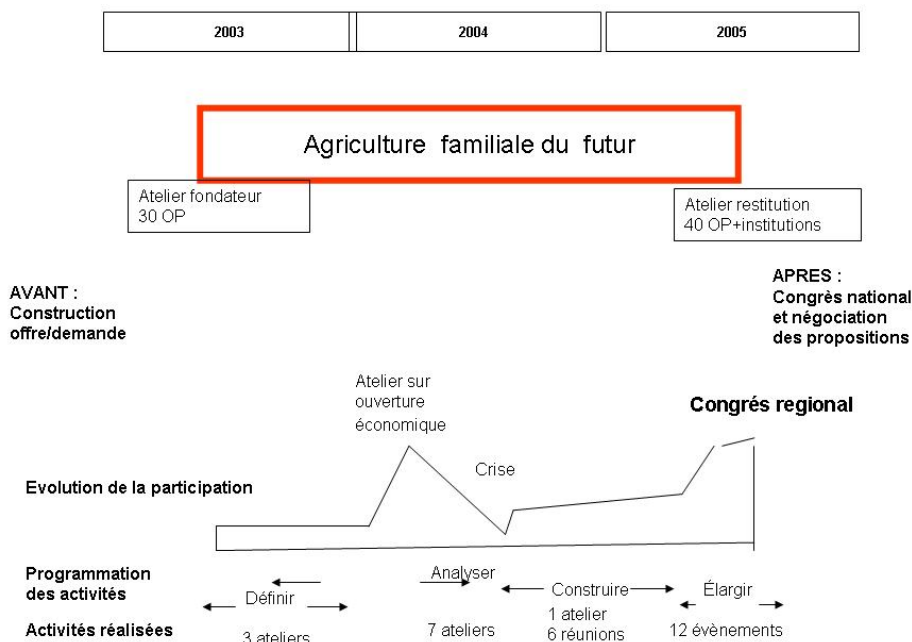 2003
2004
2005
Agriculture familiale du futur
Atelier fondateur
30 OP
Atelier restitution
40 OP+institutions
AVANT :
Construction
offre/demande
APRES :
Congrès national
et négociation
des propositions
Atelier sur
ouverture
économique
Congrés regional
Crise
Evolution de la participation
Programmation
des activités
Définir
Analyser
Construire
Élargir
Activités réalisées
3 ateliers
7 ateliers
1 atelier
6 réunions
12 évènements